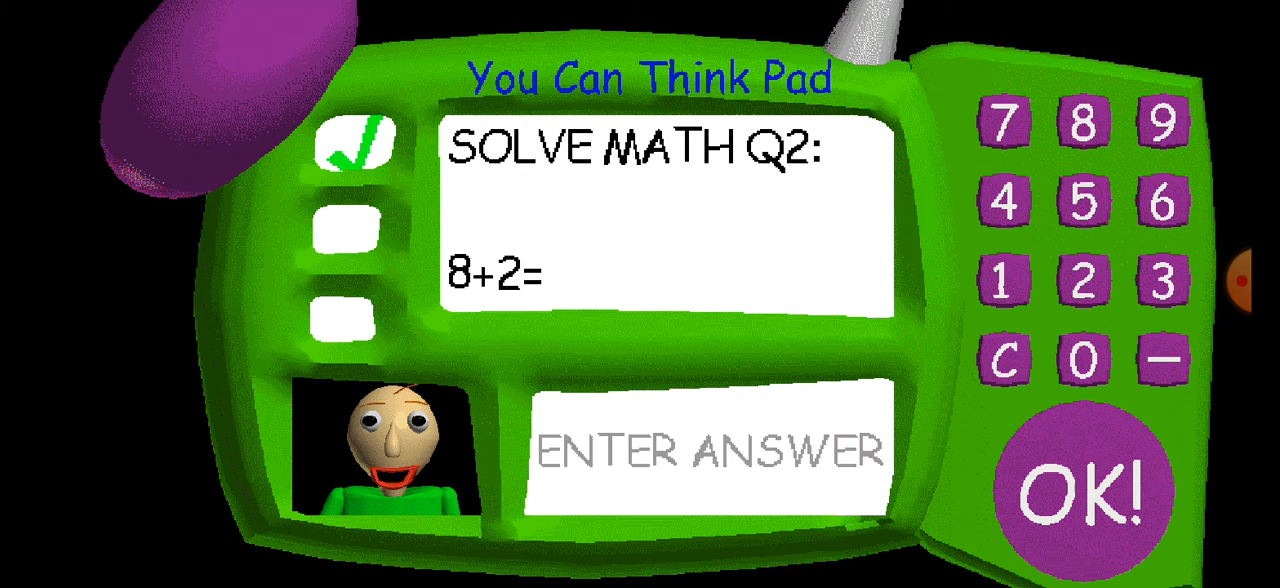 You Can Think Pad
SOLVE MATH Q2:
8+2=
ENTER ANSWER
7 8 9
4 5 6
1 2 3
C 0 −
OK!